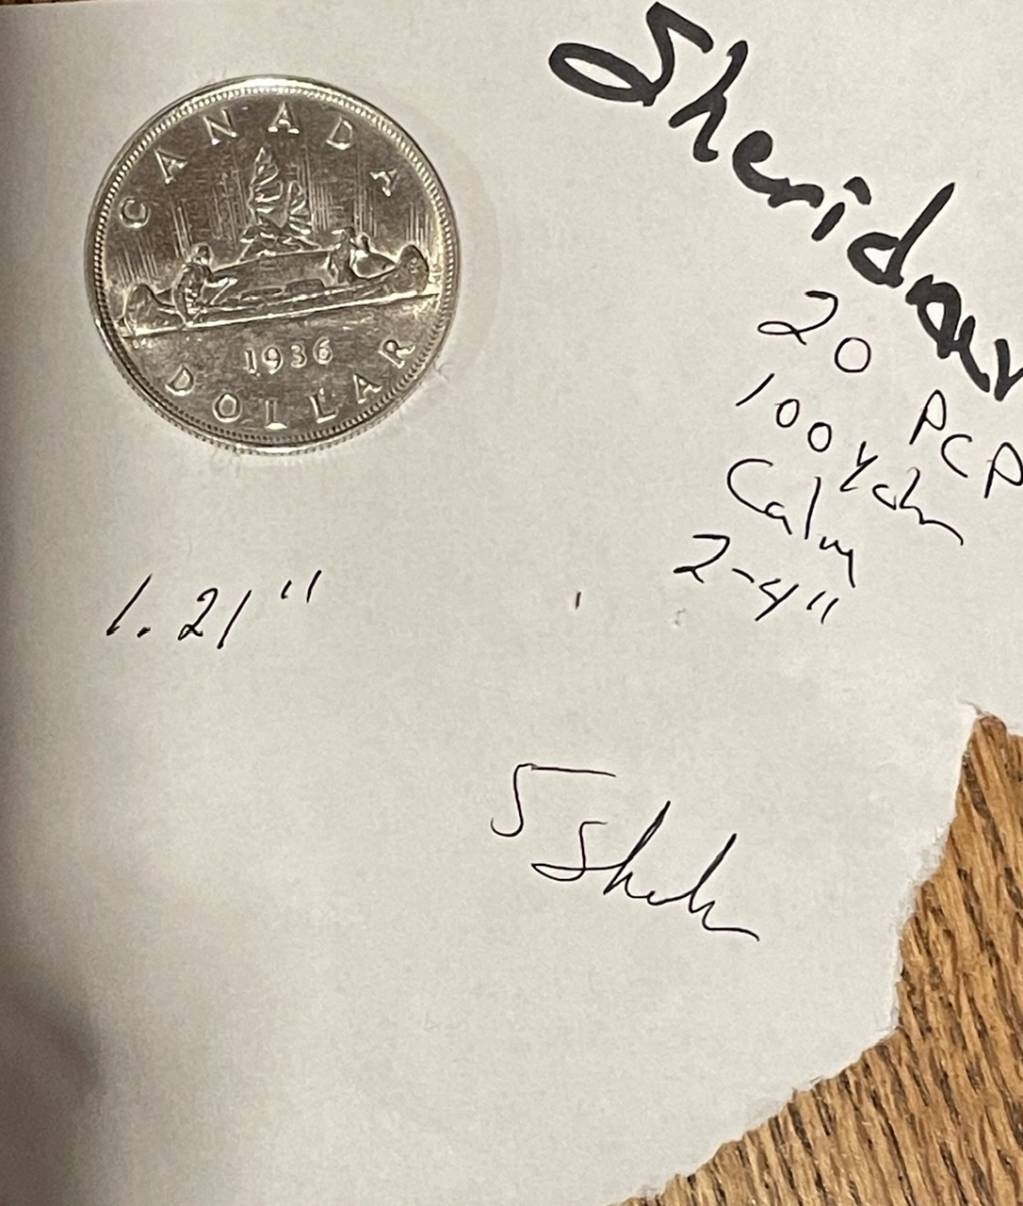 Sheridan
CANADA
1936
DOLLAR
20 PCP
100 yds
Calm
2-4"
1.21"
5 Shots